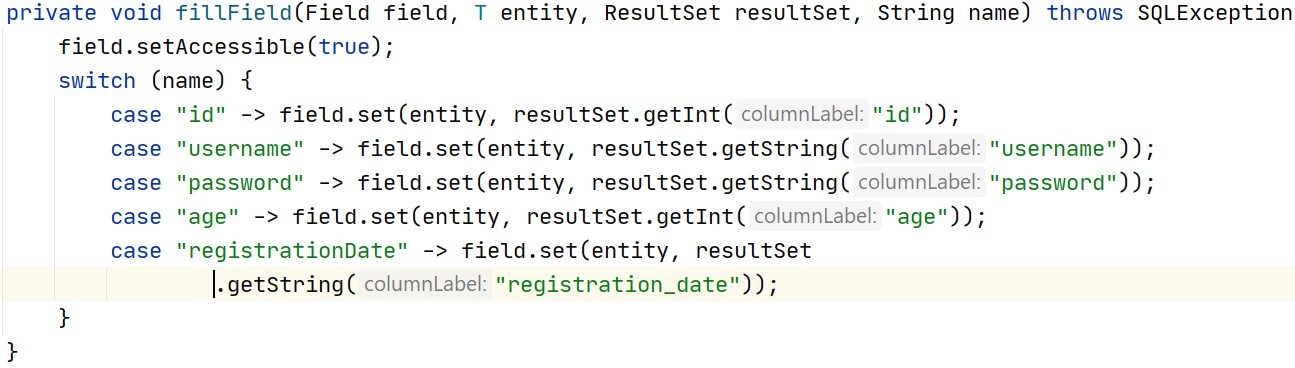 private void fillField(Field field, T entity, ResultSet resultSet, String name) throws SQLException
    field.setAccessible(true);
    switch (name) {
        case "id" -> field.set(entity, resultSet.getInt( columnLabel: "id"));
        case "username" -> field.set(entity, resultSet.getString( columnLabel: "username"));
        case "password" -> field.set(entity, resultSet.getString( columnLabel: "password"));
        case "age" -> field.set(entity, resultSet.getInt( columnLabel: "age"));
        case "registrationDate" -> field.set(entity, resultSet
                .getString( columnLabel: "registration_date"));
    }
}